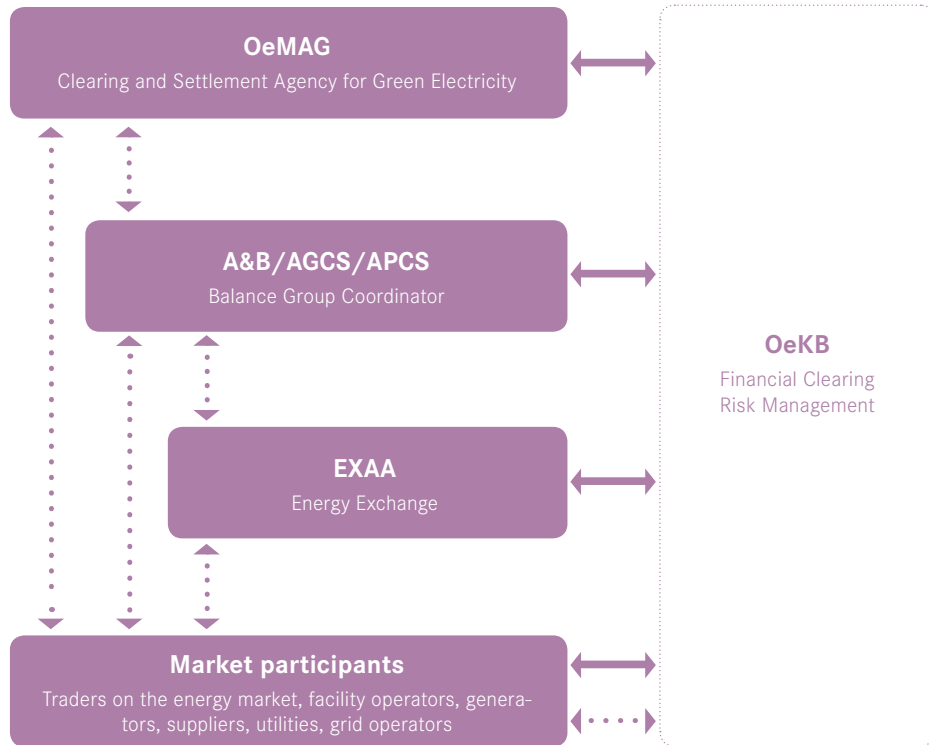 OeMAG
Clearing and Settlement Agency for Green Electricity
A&B/AGCS/APCS
Balance Group Coordinator
OeKB
Financial Clearing
Risk Management
EXAA
Energy Exchange
Market participants
Traders on the energy market, facility operators, genera-
tors, suppliers, utilities, grid operators